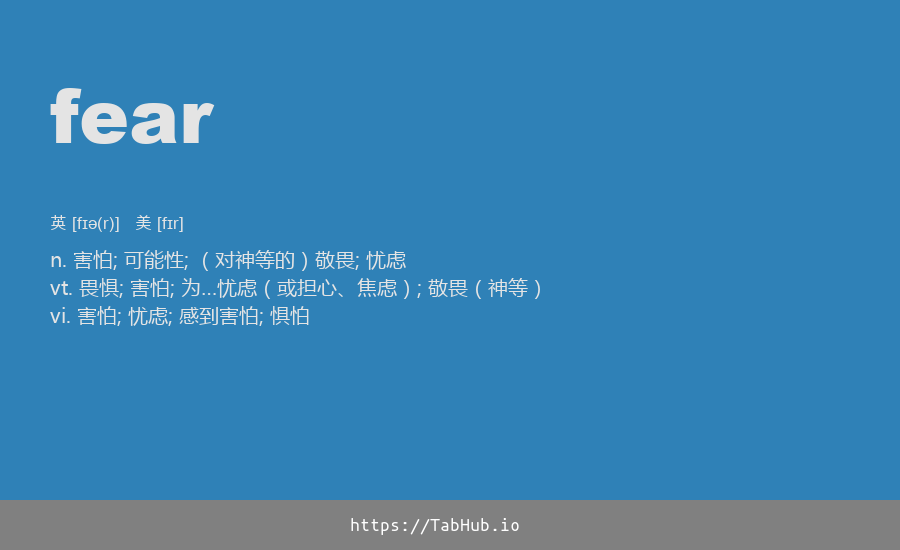 fear
英 [fɪə(r)] 美 [fɪr]
n. 害怕; 可能性; （对神等的）敬畏; 忧虑
vt. 畏惧; 害怕; 为…忧虑（或担心、焦虑）; 敬畏（神等）
vi. 害怕; 忧虑; 感到害怕; 惧怕
https://TabHub.io